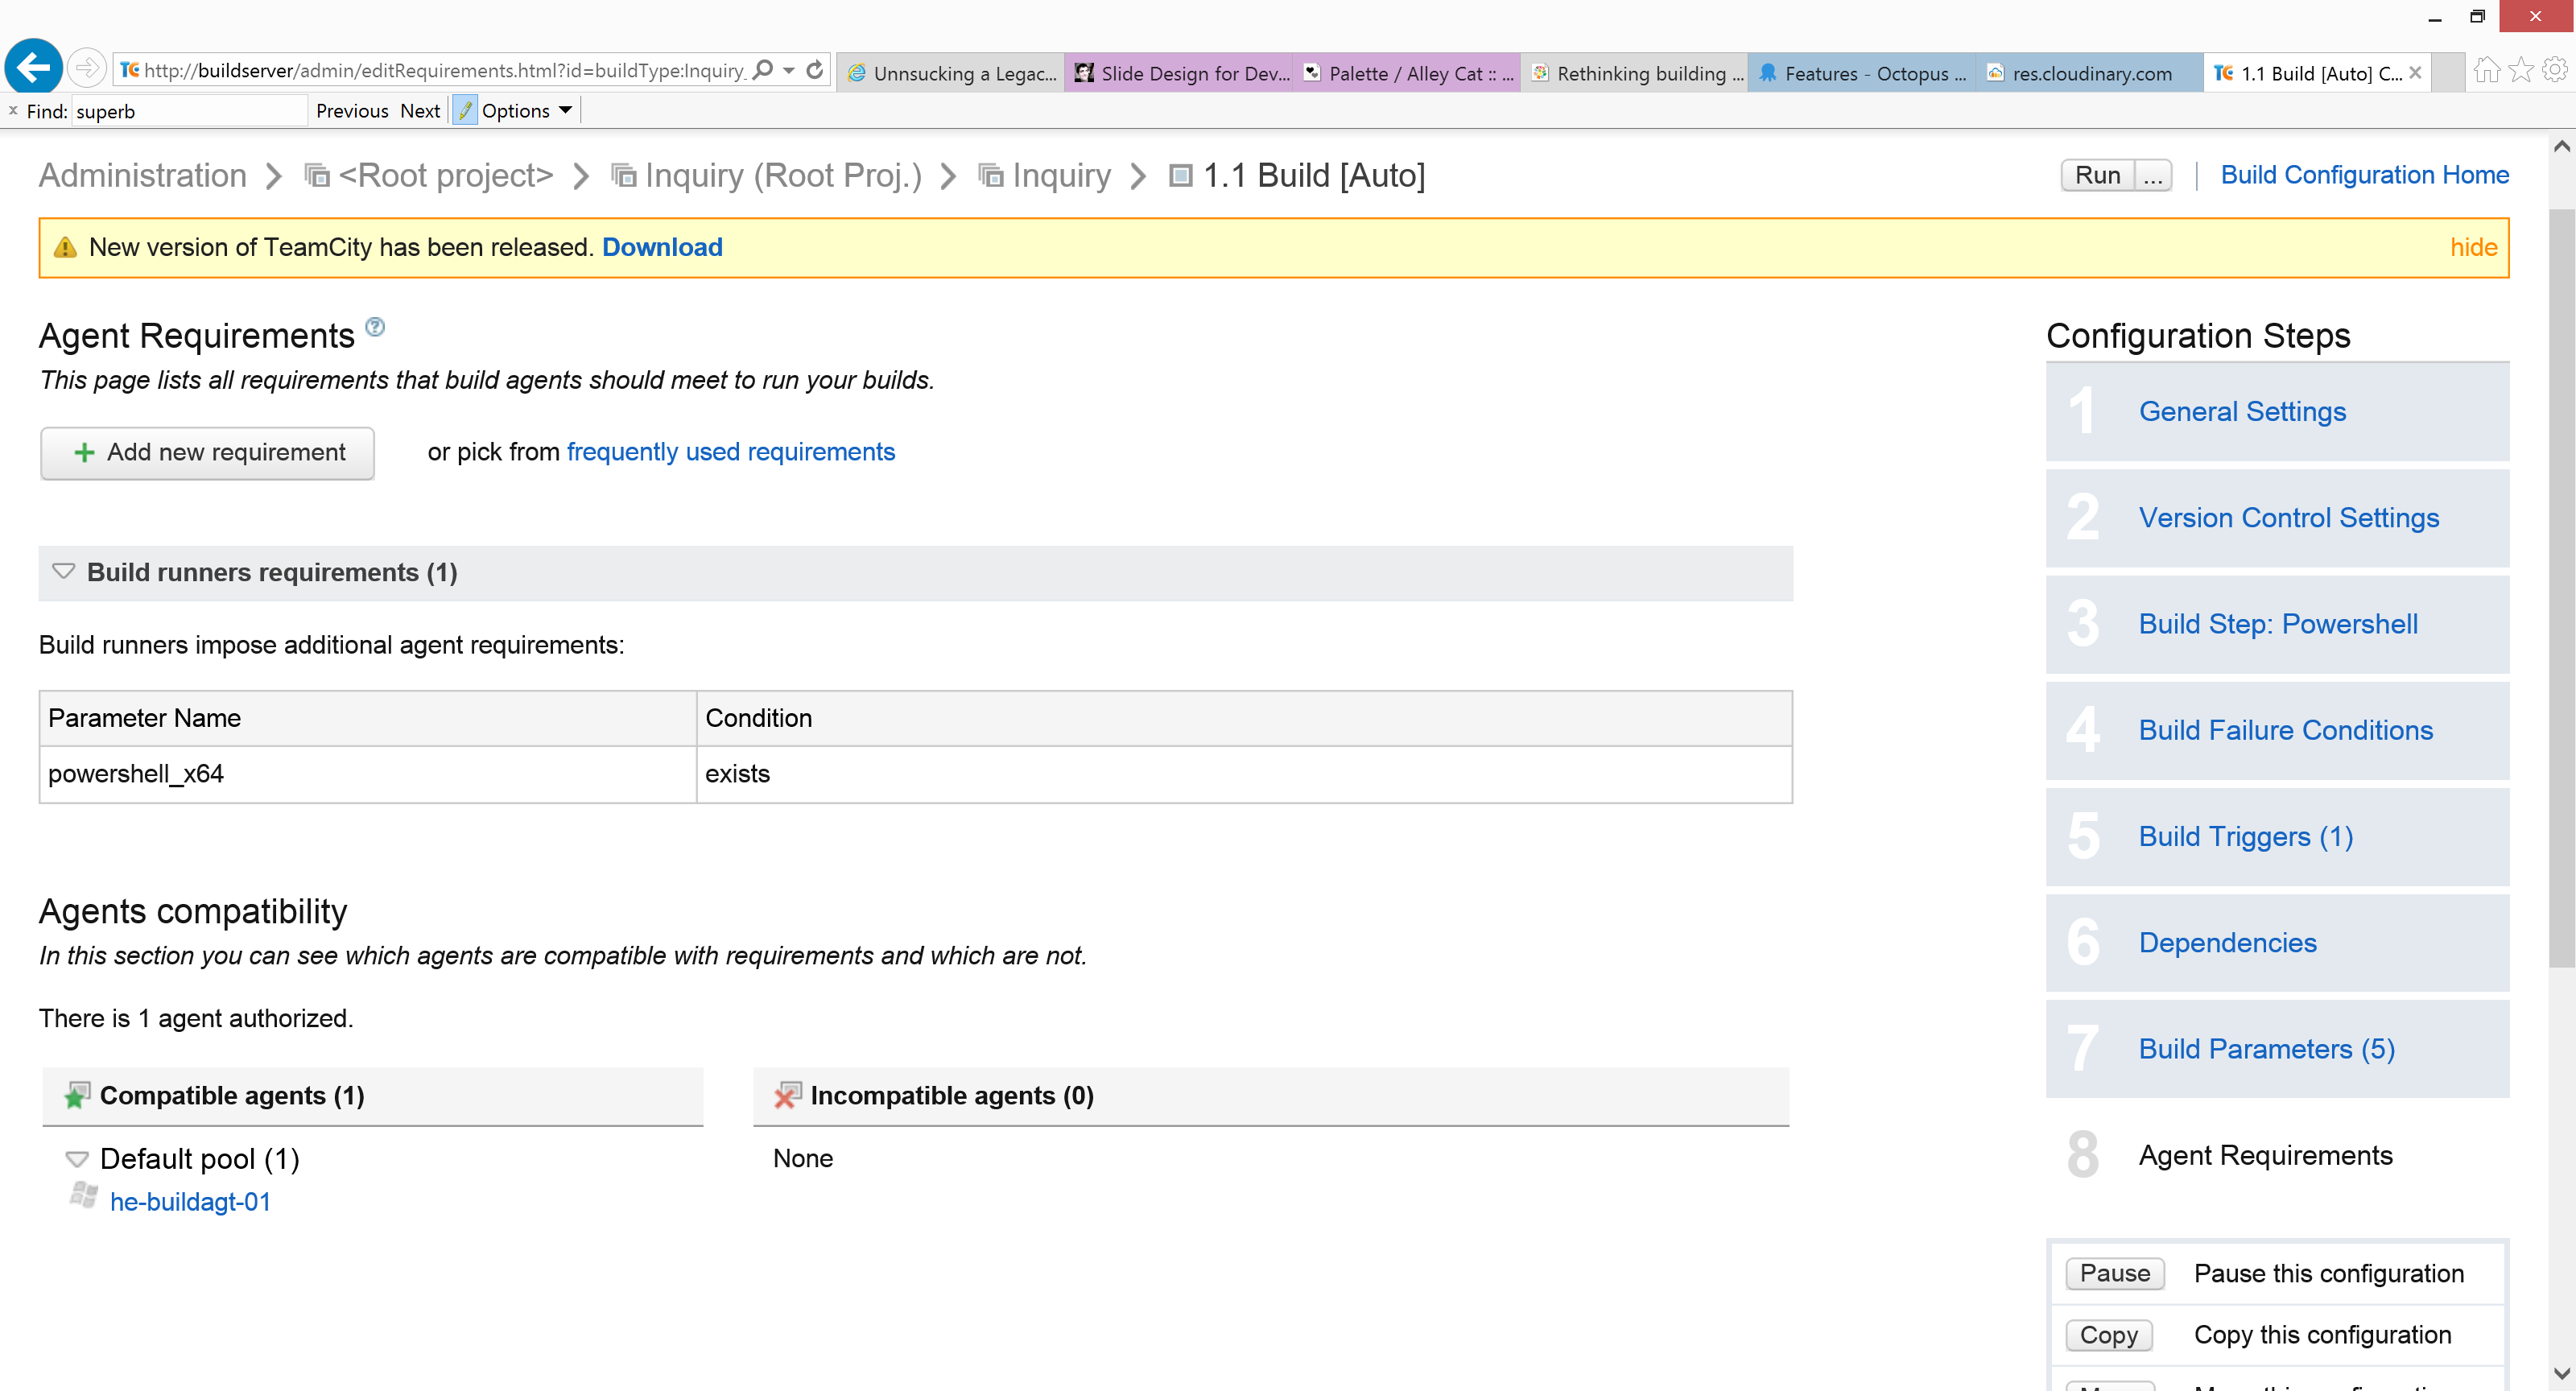 http://buildserver/admin/editRequirements.html?id=buildType:Inquiry_
Unnsucking a Legac...
Slide Design for Dev...
Palette / Alley Cat :: ...
Rethinking building ...
Features - Octopus ...
res.cloudinary.com
1.1 Build [Auto] C...
x Find: superb Previous Next Options
Administration <Root project> Inquiry (Root Proj.) Inquiry 1.1 Build [Auto]
Run ... | Build Configuration Home
New version of TeamCity has been released. Download hide
Agent Requirements ?
This page lists all requirements that build agents should meet to run your builds.
+ Add new requirement or pick from frequently used requirements
Build runners requirements (1)
Build runners impose additional agent requirements:
Parameter Name Condition
powershell_x64 exists
Agents compatibility
In this section you can see which agents are compatible with requirements and which are not.
There is 1 agent authorized.
Compatible agents (1)
Default pool (1)
he-buildagt-01
Incompatible agents (0)
None
Configuration Steps
1 General Settings
2 Version Control Settings
3 Build Step: Powershell
4 Build Failure Conditions
5 Build Triggers (1)
6 Dependencies
7 Build Parameters (5)
8 Agent Requirements
Pause Pause this configuration
Copy Copy this configuration